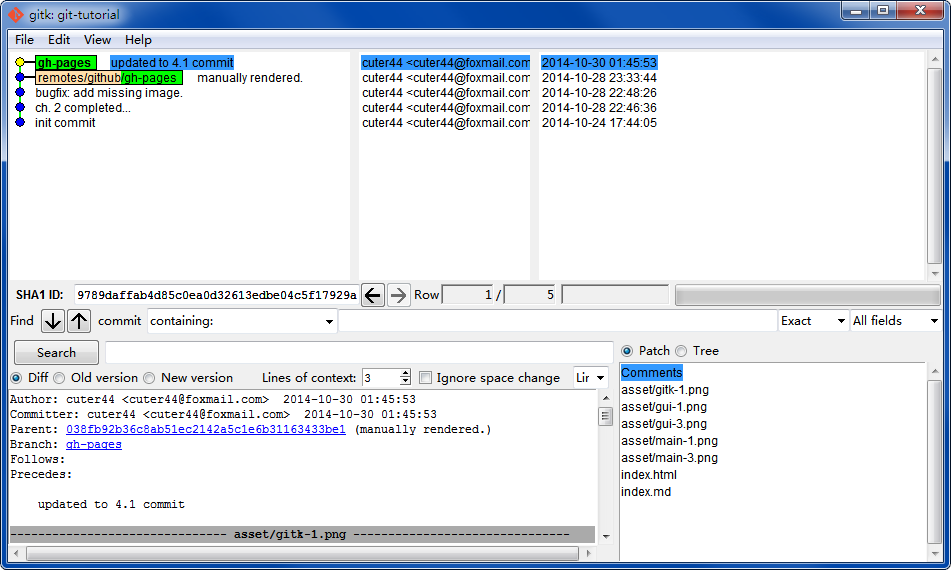 gitk: git-tutorial
File Edit View Help
gh-pages updated to 4.1 commit cuter44 <cuter44@foxmail.com 2014-10-30 01:45:53
remotes/github/gh-pages manually rendered. cuter44 <cuter44@foxmail.com 2014-10-28 23:33:44
bugfix: add missing image. cuter44 <cuter44@foxmail.com 2014-10-28 22:48:26
ch. 2 completed... cuter44 <cuter44@foxmail.com 2014-10-28 22:46:36
init commit cuter44 <cuter44@foxmail.com 2014-10-24 17:44:05
SHA1 ID: 9789daffab4d85c0ea0d32613edbe04c5f17929a Row 1 / 5
Find commit containing: Exact All fields
Search
Diff Old version New version Lines of context: 3 Ignore space change Lir
Author: cuter44 <cuter44@foxmail.com> 2014-10-30 01:45:53
Committer: cuter44 <cuter44@foxmail.com> 2014-10-30 01:45:53
Parent: 038fb92b36c8ab51ec2142a5c1e6b31163433be1 (manually rendered.)
Branch: gh-pages
Follows:
Precedes:
updated to 4.1 commit
------------------------------- asset/gitk-1.png -------------------------------
Patch Tree
Comments
asset/gitk-1.png
asset/gui-1.png
asset/gui-3.png
asset/main-1.png
asset/main-3.png
index.html
index.md